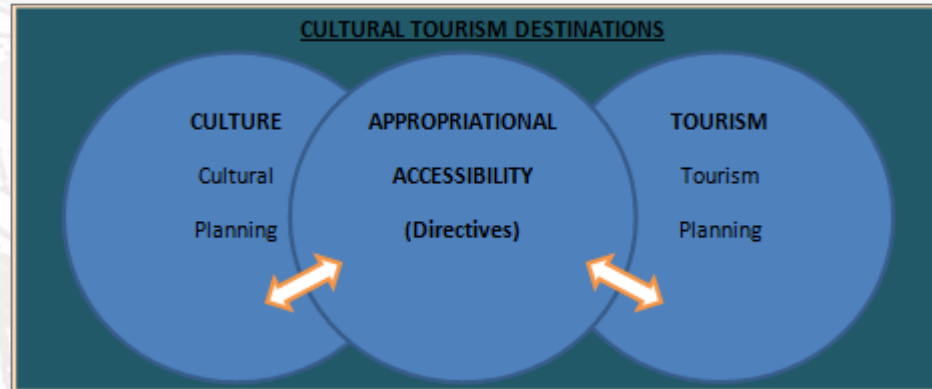 CULTURAL TOURISM DESTINATIONS
CULTURE
Cultural
Planning
APPROPRIATIONAL
ACCESSIBILITY
(Directives)
TOURISM
Tourism
Planning